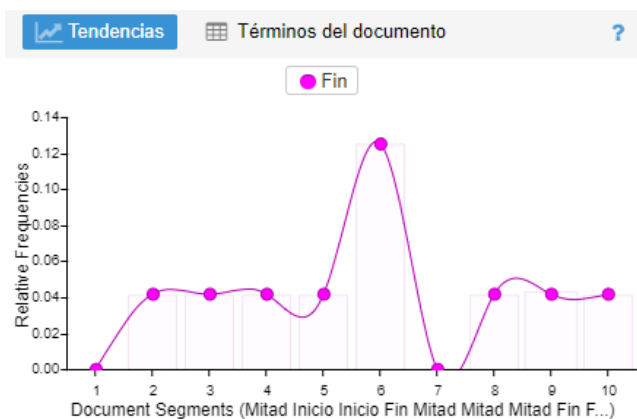 Tendencias Términos del documento ?
Fin
0.14
0.12
0.10
0.08
0.06
0.04
0.02
0.00
Relative Frequencies
1 2 3 4 5 6 7 8 9 10
Document Segments (Mitad Inicio Inicio Fin Mitad Mitad Mitad Fin F...)